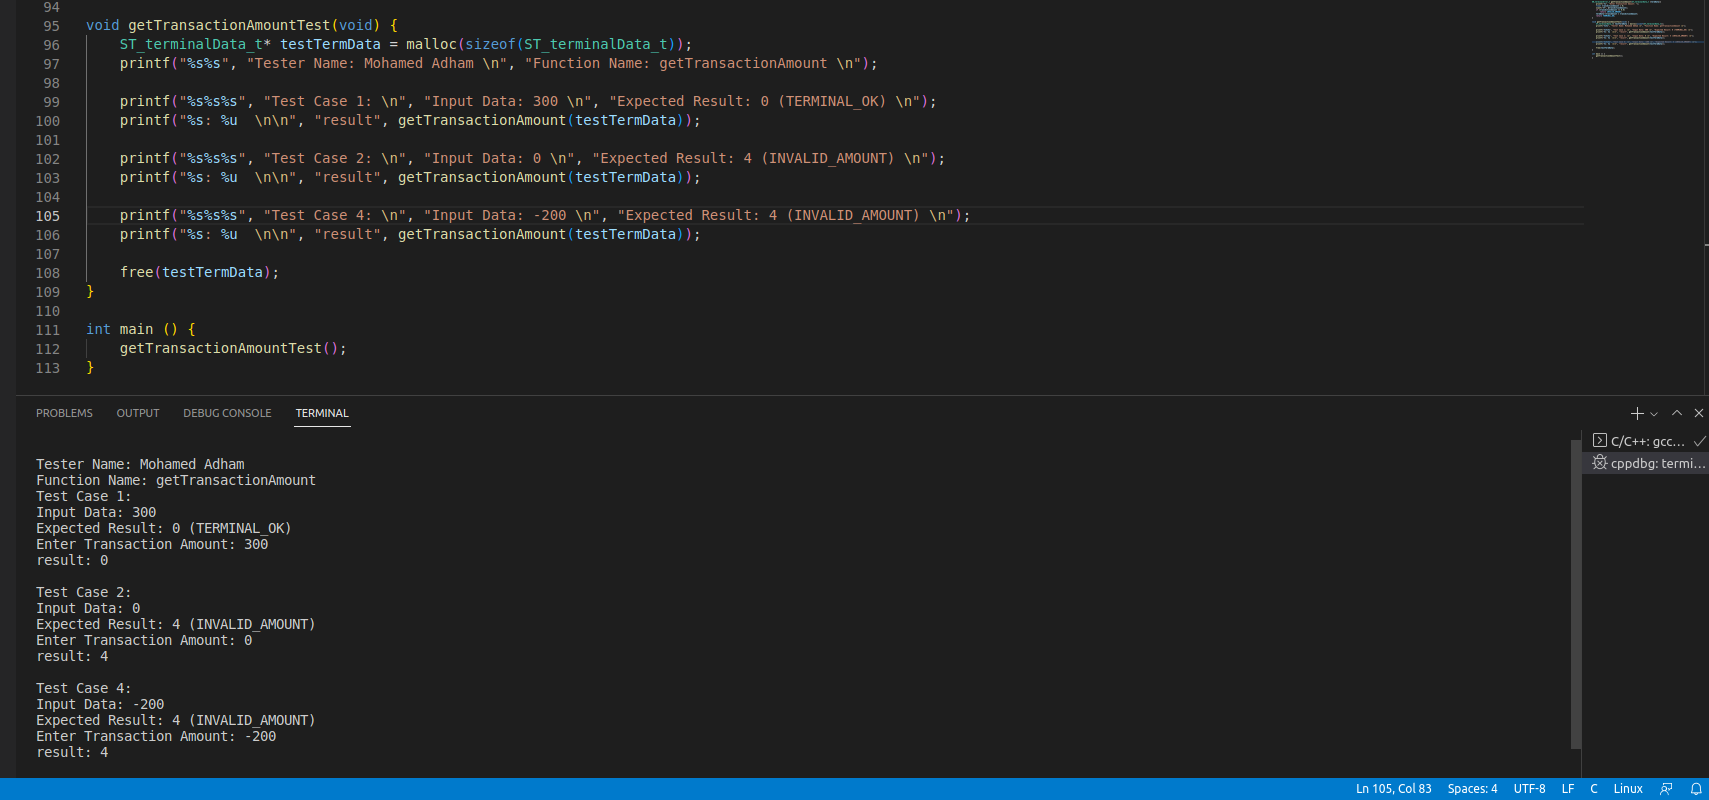 94
95 void getTransactionAmountTest(void) {
96 ST_terminalData_t* testTermData = malloc(sizeof(ST_terminalData_t));
97 printf("%s%s", "Tester Name: Mohamed Adham \n", "Function Name: getTransactionAmount \n");
98
99 printf("%s%s%s", "Test Case 1: \n", "Input Data: 300 \n", "Expected Result: 0 (TERMINAL_OK) \n");
100 printf("%s: %u  \n\n", "result", getTransactionAmount(testTermData));
101
102 printf("%s%s%s", "Test Case 2: \n", "Input Data: 0 \n", "Expected Result: 4 (INVALID_AMOUNT) \n");
103 printf("%s: %u  \n\n", "result", getTransactionAmount(testTermData));
104
105 printf("%s%s%s", "Test Case 4: \n", "Input Data: -200 \n", "Expected Result: 4 (INVALID_AMOUNT) \n");
106 printf("%s: %u  \n\n", "result", getTransactionAmount(testTermData));
107
108 free(testTermData);
109 }
110
111 int main () {
112 getTransactionAmountTest();
113 }
PROBLEMS OUTPUT DEBUG CONSOLE TERMINAL
C/C++: gcc...
cppdbg: termi...
Tester Name: Mohamed Adham
Function Name: getTransactionAmount
Test Case 1:
Input Data: 300
Expected Result: 0 (TERMINAL_OK)
Enter Transaction Amount: 300
result: 0
Test Case 2:
Input Data: 0
Expected Result: 4 (INVALID_AMOUNT)
Enter Transaction Amount: 0
result: 4
Test Case 4:
Input Data: -200
Expected Result: 4 (INVALID_AMOUNT)
Enter Transaction Amount: -200
result: 4
Ln 105, Col 83 Spaces: 4 UTF-8 LF C Linux